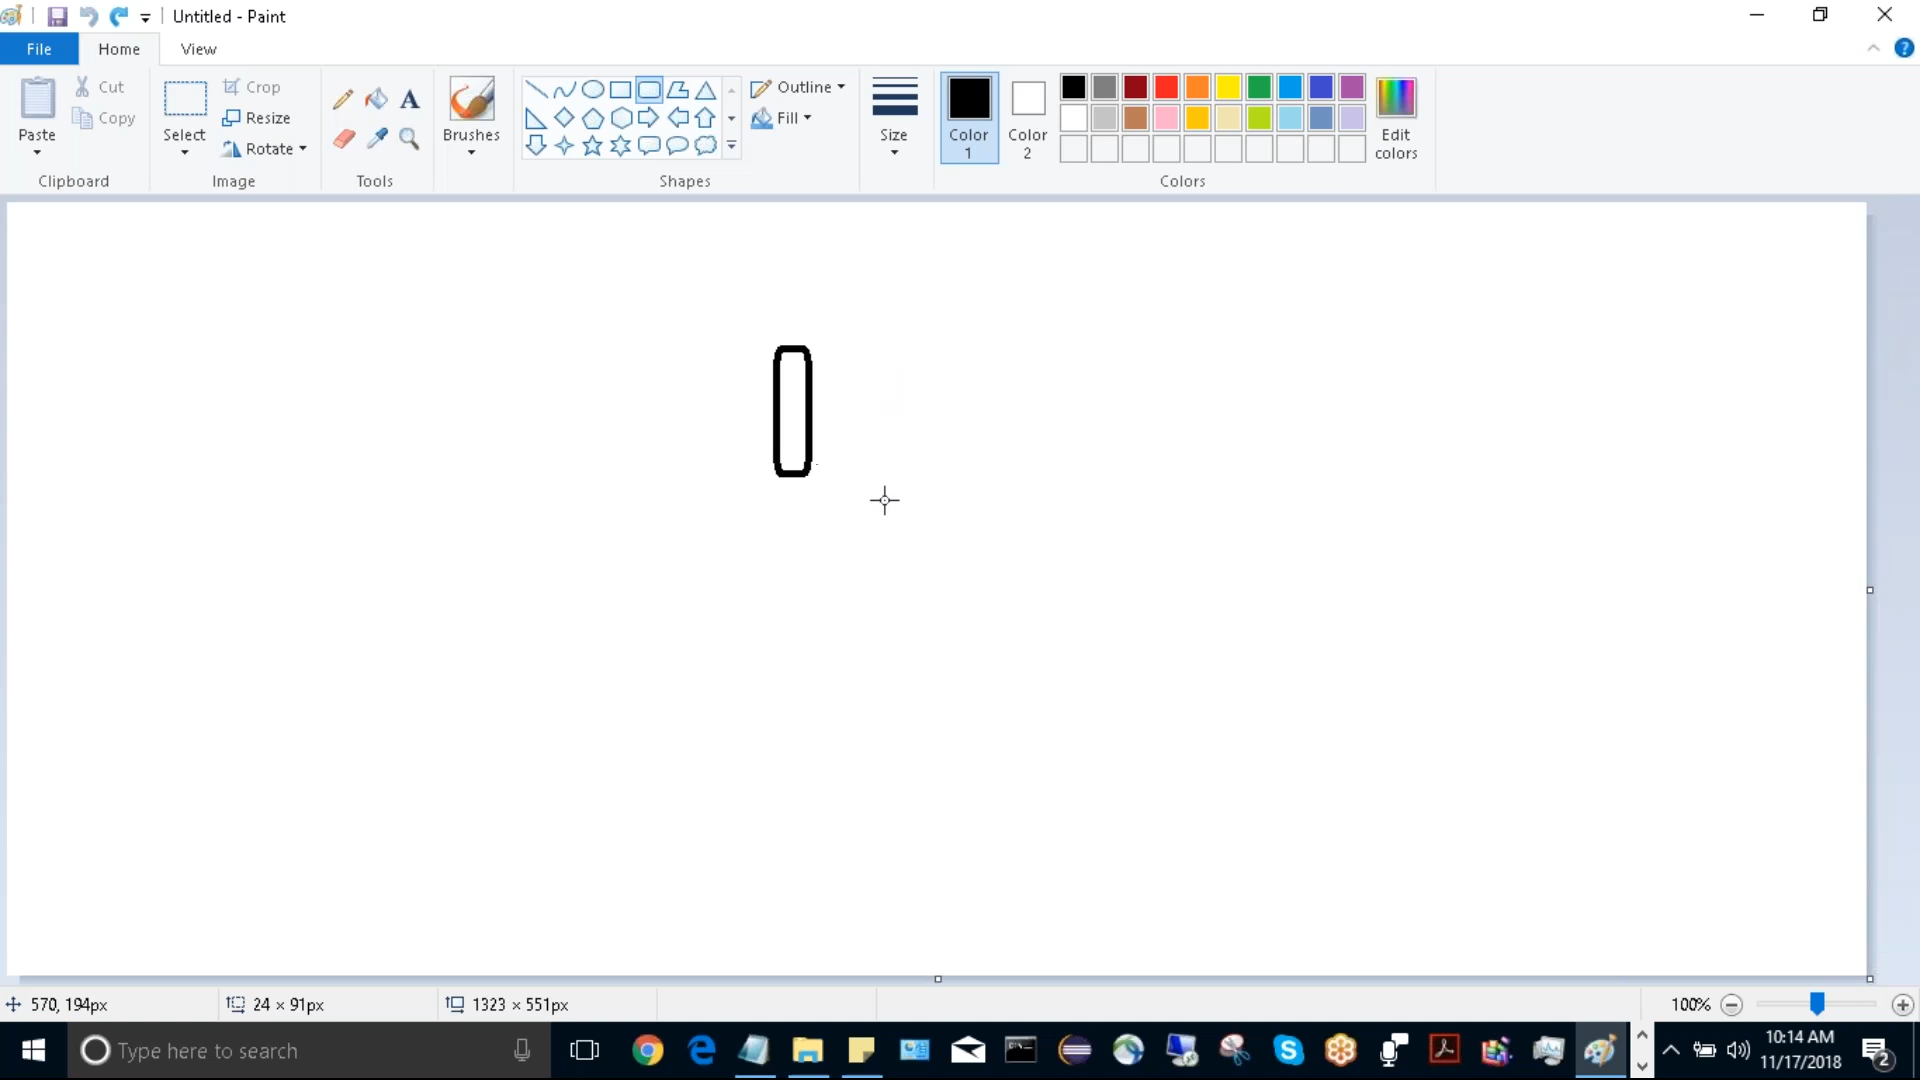 Untitled - Paint
File Home View
Paste Cut Copy Select Crop Resize Rotate A Brushes Outline Fill Size Color 1 Color 2 Edit colors
Clipboard Image Tools Shapes Colors
570, 194px 24 × 91px 1323 × 551px 100%
Type here to search 10:14 AM
11/17/2018 2